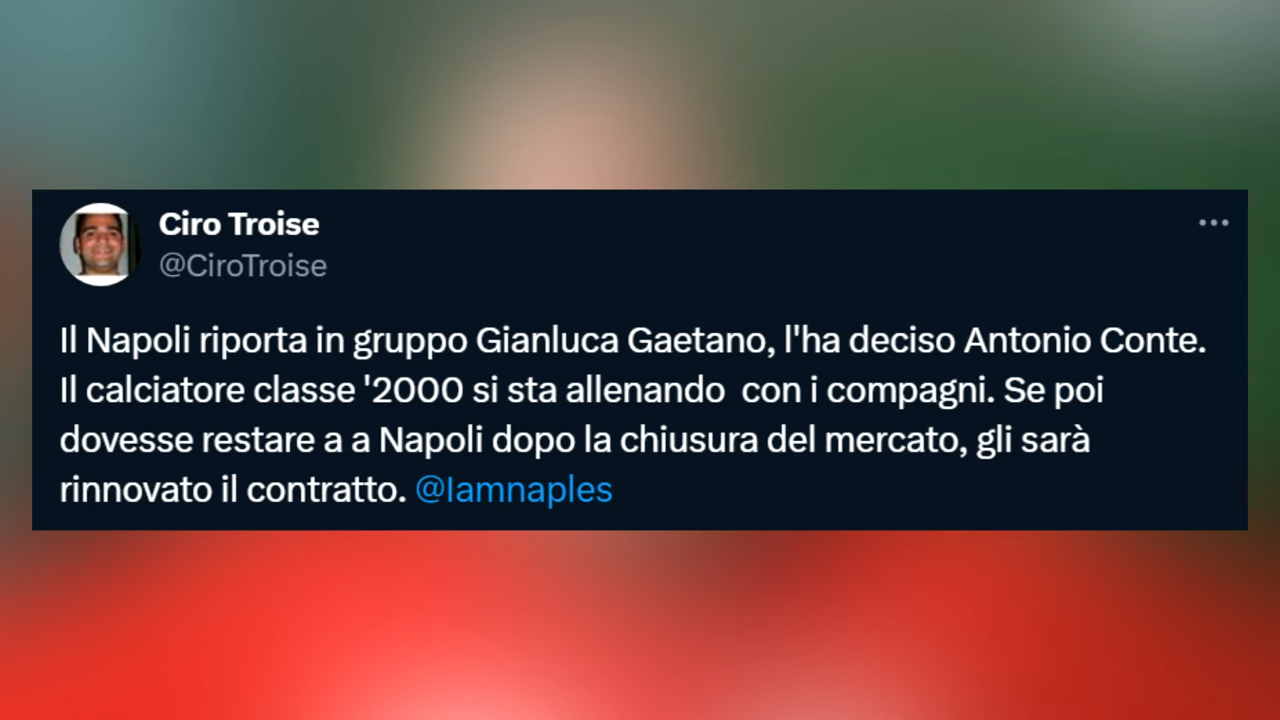 Ciro Troise
@CiroTroise
Il Napoli riporta in gruppo Gianluca Gaetano, l'ha deciso Antonio Conte.
Il calciatore classe '2000 si sta allenando  con i compagni. Se poi
dovesse restare a a Napoli dopo la chiusura del mercato, gli sarà
rinnovato il contratto. @Iamnaples